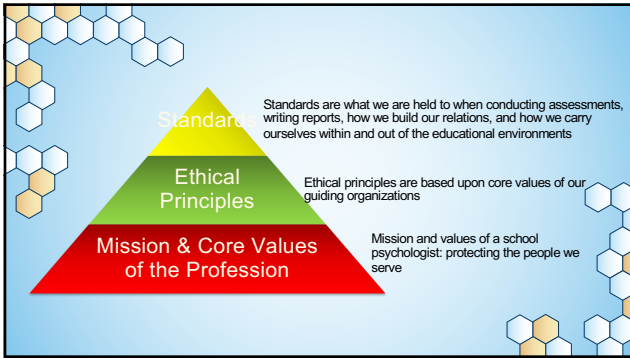 Standards
Standards are what we are held to when conducting assessments,
writing reports, how we build our relations, and how we carry
ourselves within and out of the educational environments
Ethical
Principles
Ethical principles are based upon core values of our
guiding organizations
Mission & Core Values
of the Profession
Mission and values of a school
psychologist: protecting the people we
serve